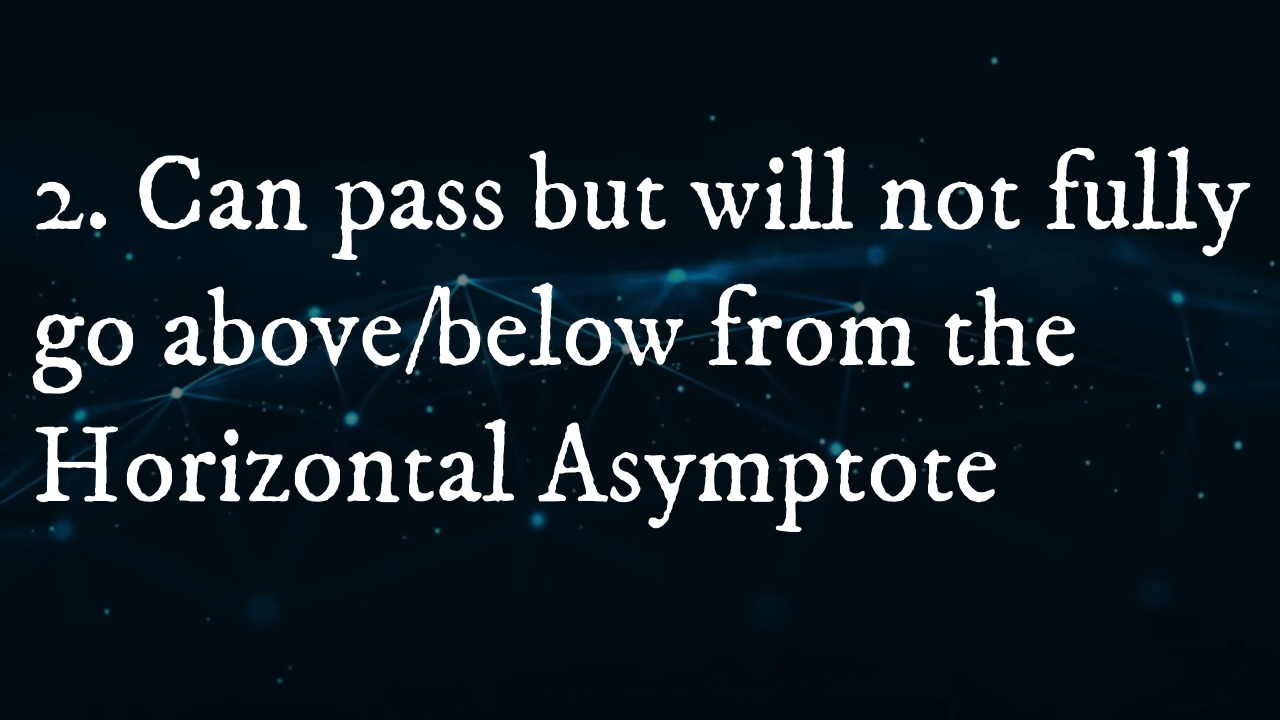 2. Can pass but will not fully
go above/below from the
Horizontal Asymptote